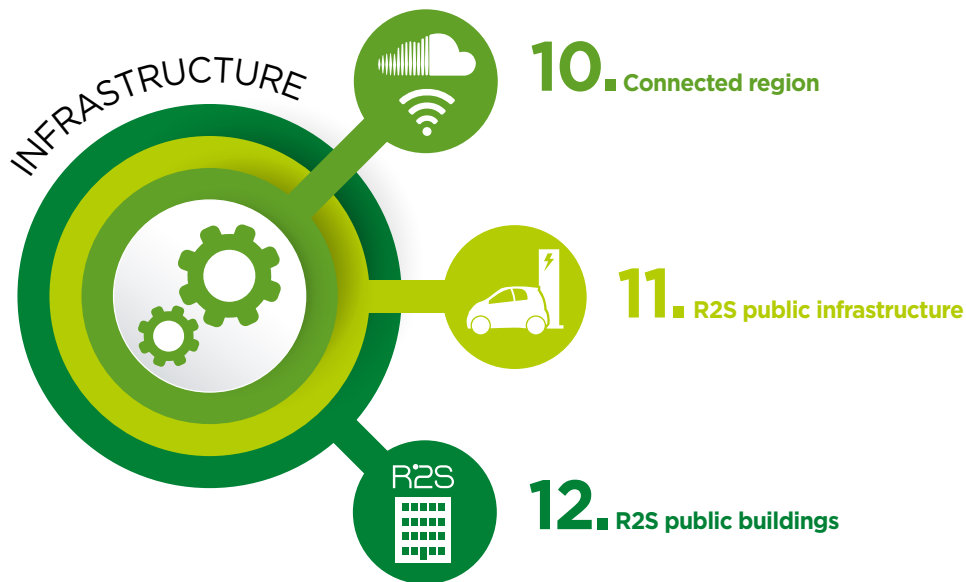 INFRASTRUCTURE
10. Connected region
11. R2S public infrastructure
R2S
12. R2S public buildings